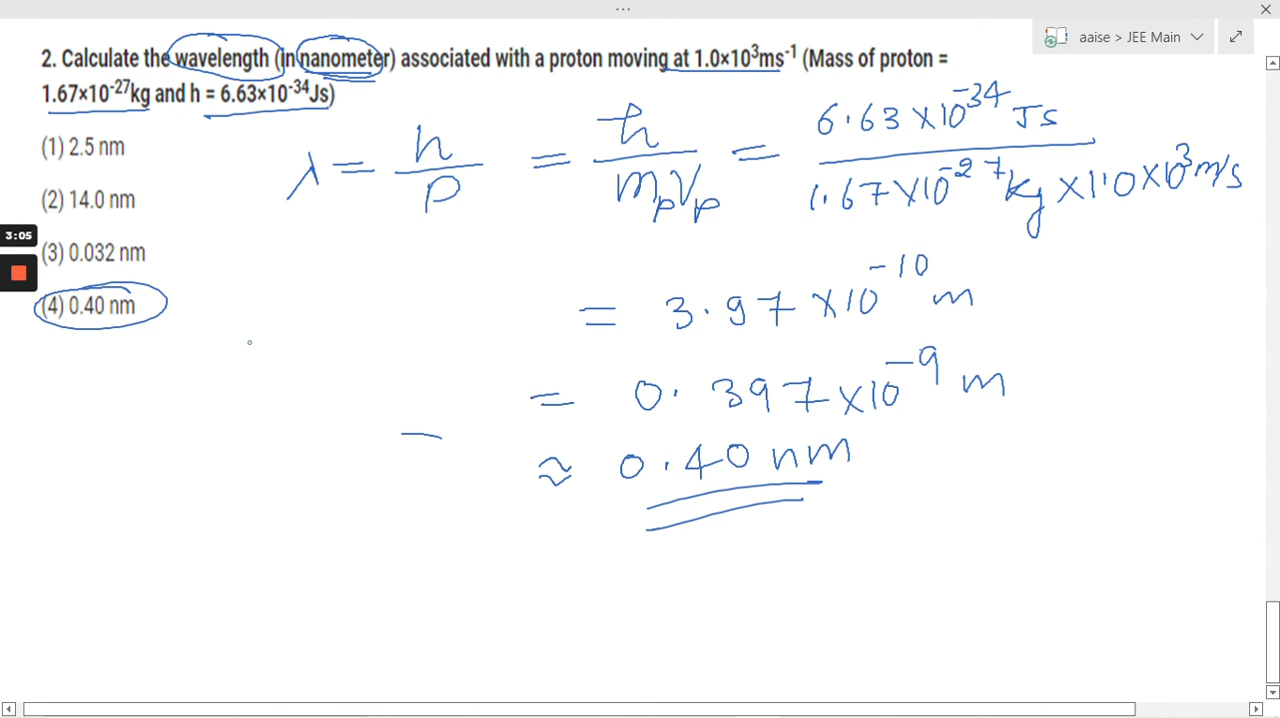 aaise > JEE Main
2. Calculate the wavelength (in nanometer) associated with a proton moving at 1.0×10³ms⁻¹ (Mass of proton =
1.67×10⁻²⁷kg and h = 6.63×10⁻³⁴Js)
(1) 2.5 nm
(2) 14.0 nm
(3) 0.032 nm
(4) 0.40 nm
3:05
λ = h/p = h/(mₚvₚ) = (6.63×10⁻³⁴ Js)/(1.67×10⁻²⁷kg×1.0×10³m/s)
= 3.97×10⁻¹⁰ m
= 0.397×10⁻⁹ m
≈ 0.40 nm